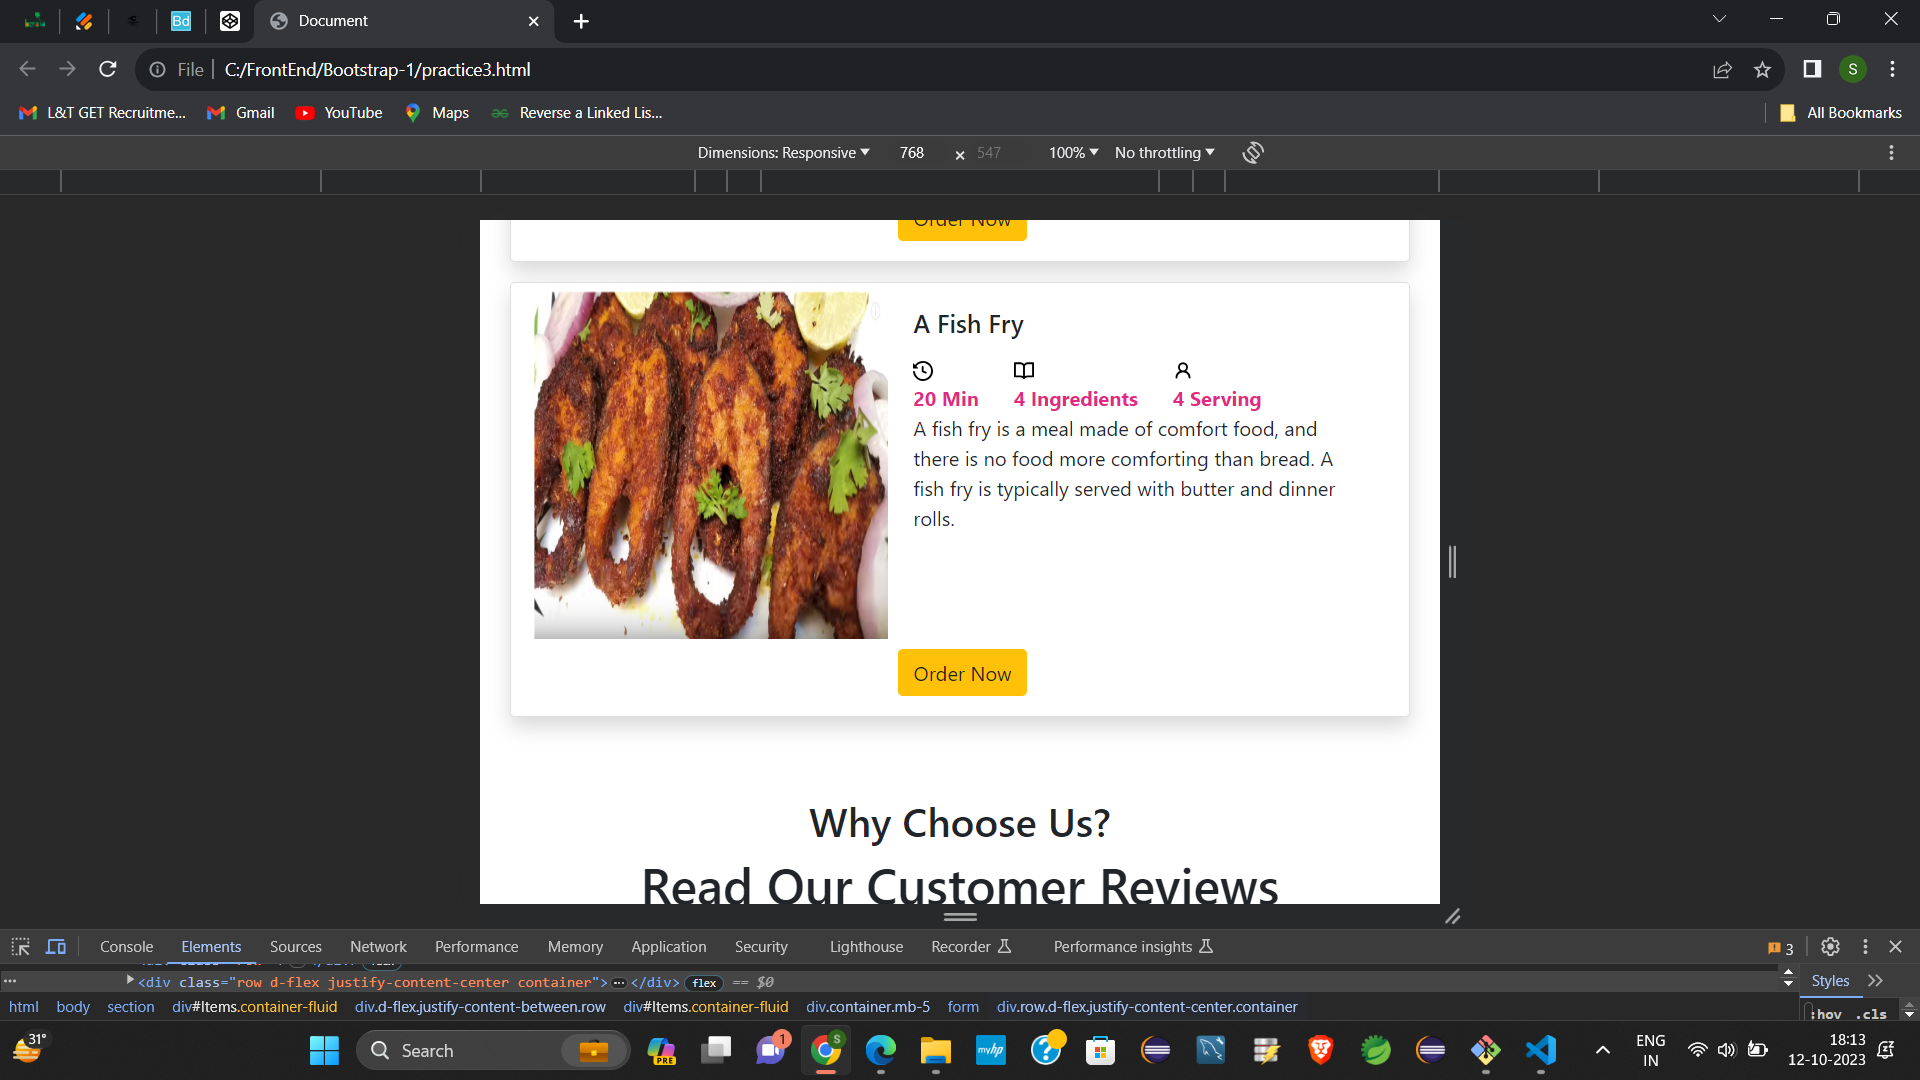 Bd
Document
File
C:/FrontEnd/Bootstrap-1/practice3.html
S
L&T GET Recruitme...
Gmail
YouTube
Maps
Reverse a Linked Lis...
All Bookmarks
Dimensions: Responsive
768
×
547
100%
No throttling
Order Now
A Fish Fry
20 Min
4 Ingredients
4 Serving
A fish fry is a meal made of comfort food, and
there is no food more comforting than bread. A
fish fry is typically served with butter and dinner
rolls.
Order Now
Why Choose Us?
Read Our Customer Reviews
Console
Elements
Sources
Network
Performance
Memory
Application
Security
Lighthouse
Recorder
Performance insights
3
<div class="row d-flex justify-content-center container">
</div>
flex
== $0
Styles
html
body
section
div#Items.container-fluid
div.d-flex.justify-content-between.row
div#Items.container-fluid
div.container.mb-5
form
div.row.d-flex.justify-content-center.container
:hov .cls
31°
Search
PRE
1
S
myhp
ENG
IN
18:13
12-10-2023